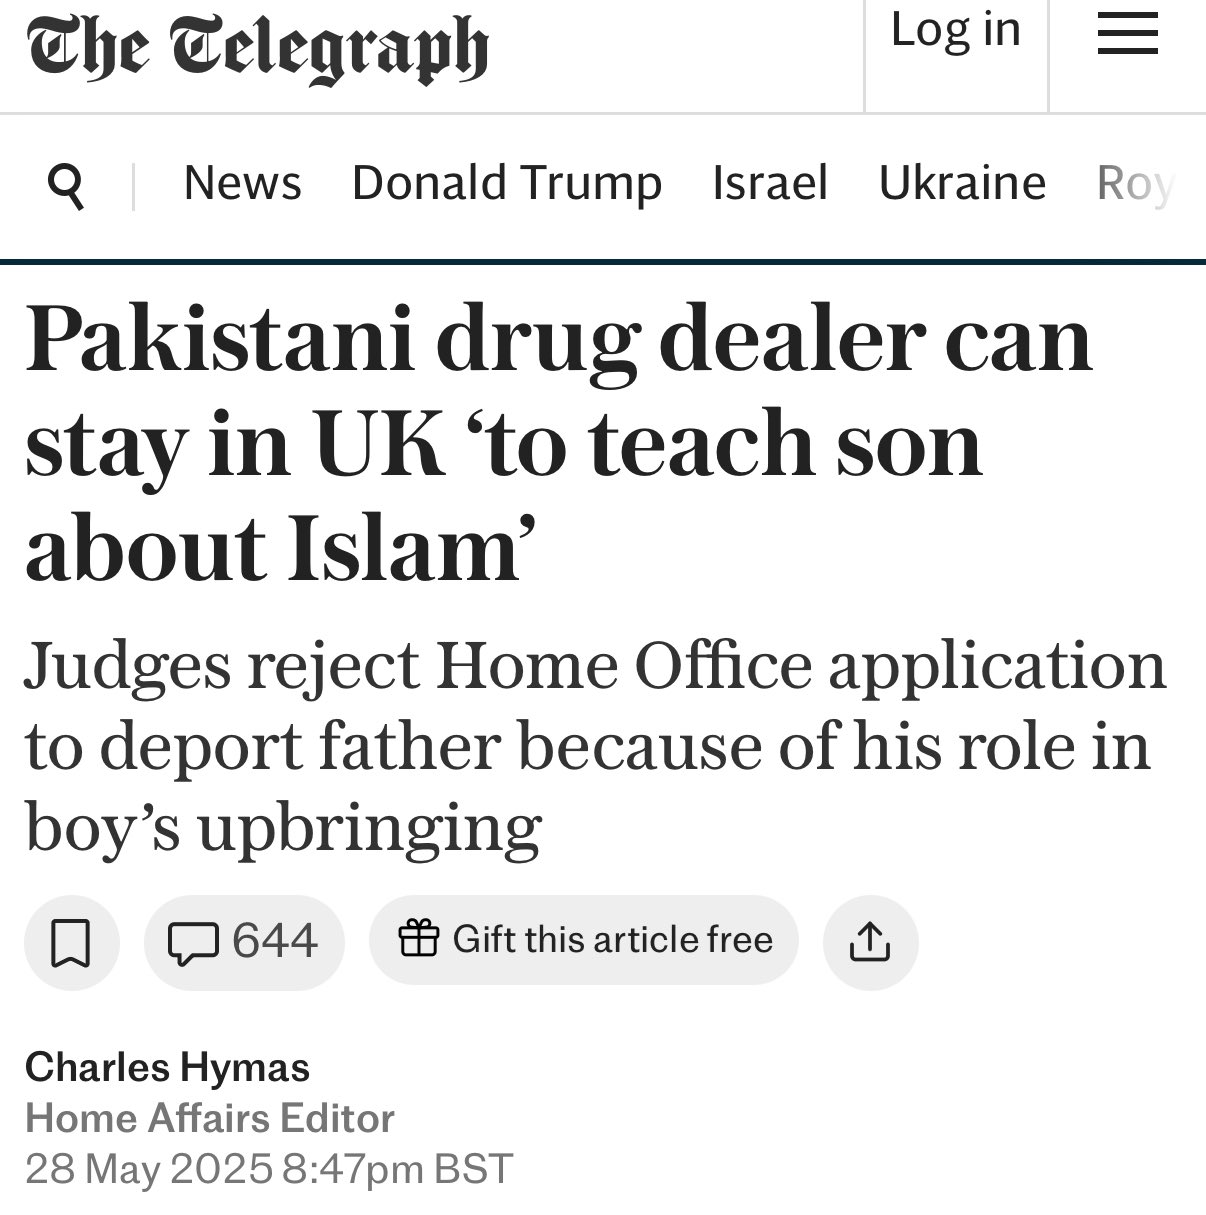 The Telegraph
Log in
News Donald Trump Israel Ukraine Roy
Pakistani drug dealer can
stay in UK ‘to teach son
about Islam’
Judges reject Home Office application
to deport father because of his role in
boy’s upbringing
644 Gift this article free
Charles Hymas
Home Affairs Editor
28 May 2025 8:47pm BST